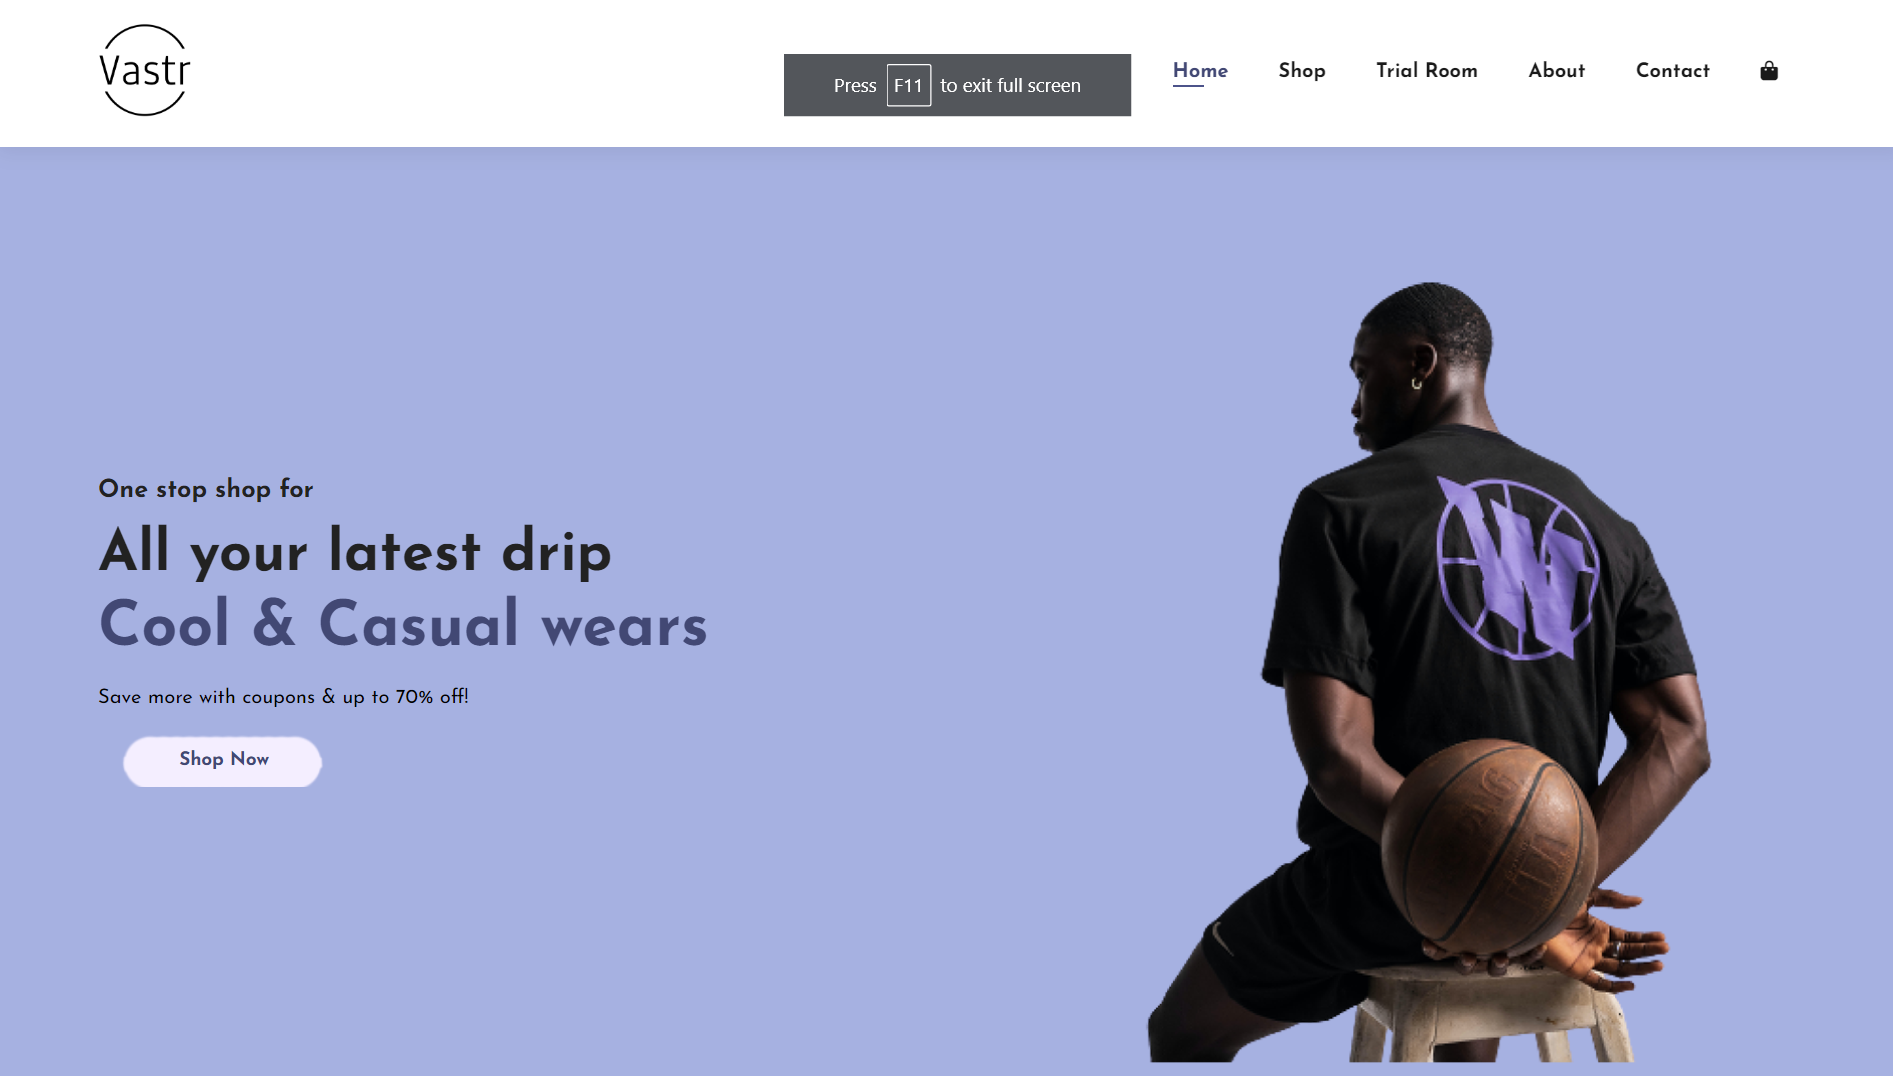 Vastr
Press F11 to exit full screen
Home Shop Trial Room About Contact
One stop shop for
All your latest drip
Cool & Casual wears
Save more with coupons & up to 70% off!
Shop Now
W